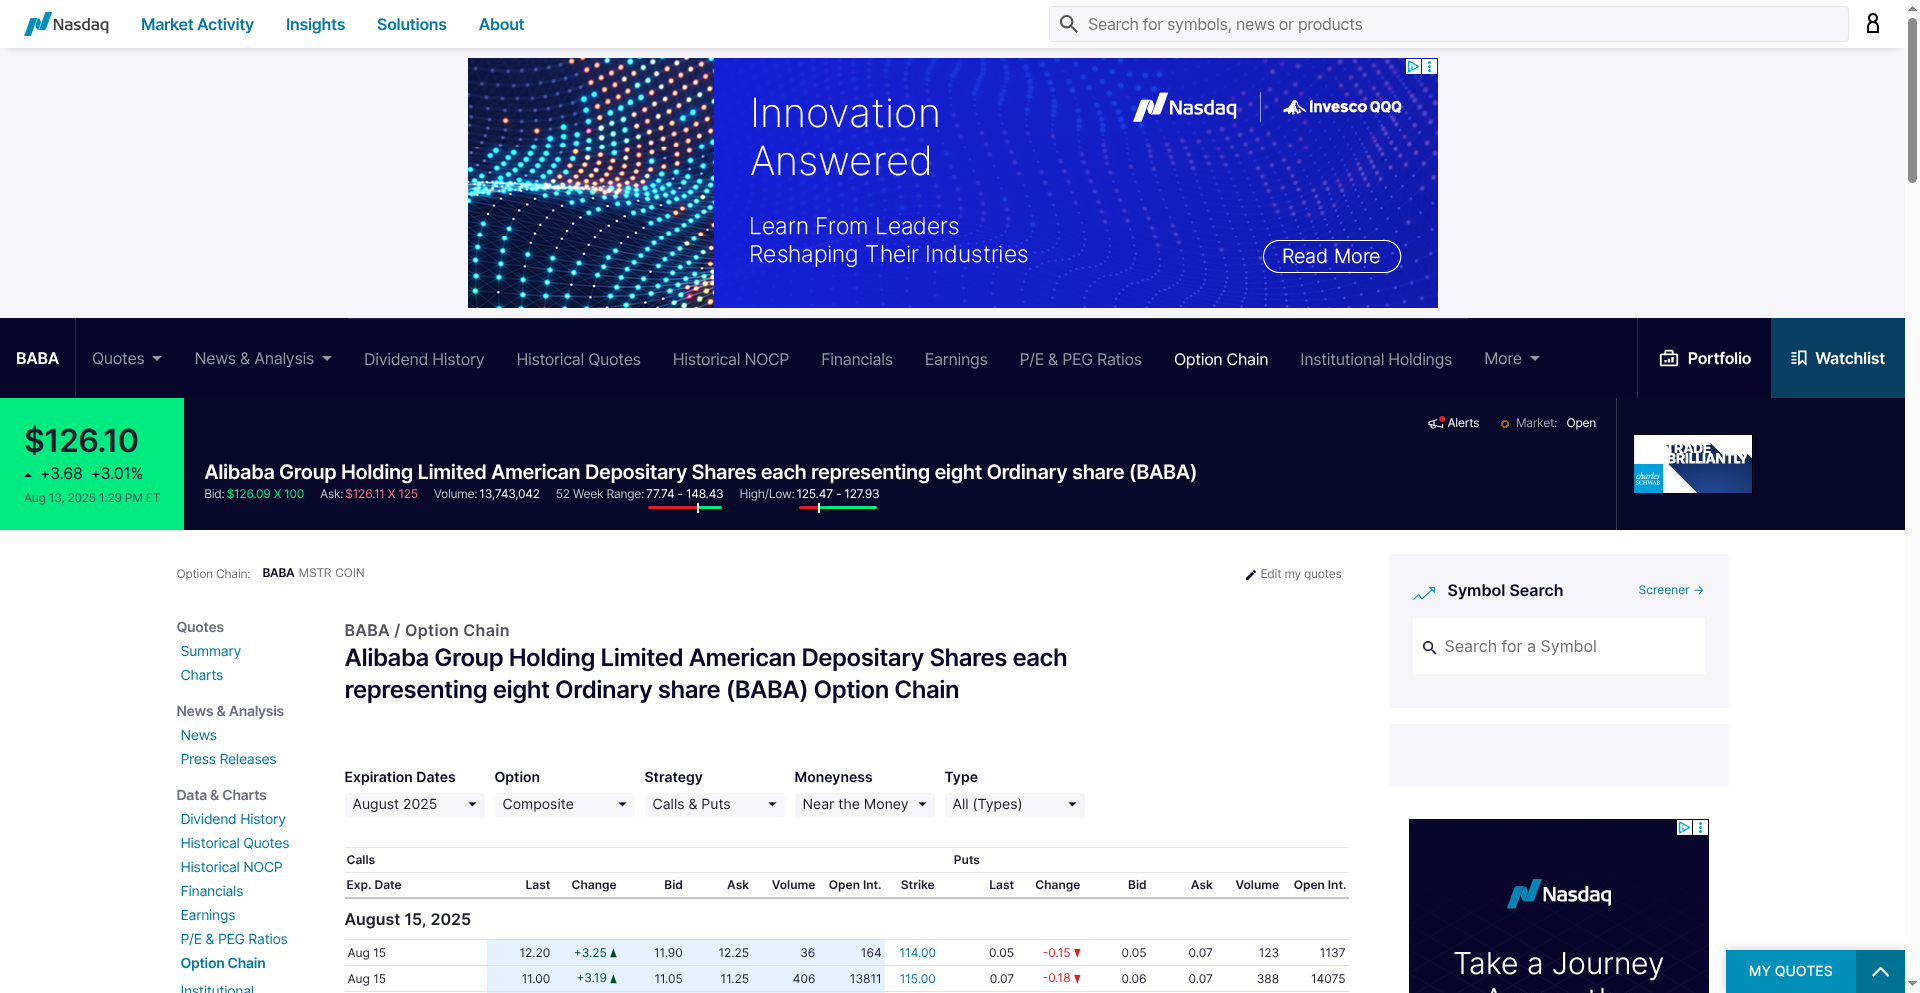 Nasdaq Market Activity Insights Solutions About Search for symbols, news or products
Innovation
Answered
Nasdaq Invesco QQQ
Learn From Leaders
Reshaping Their Industries
Read More
BABA Quotes News & Analysis Dividend History Historical Quotes Historical NOCP Financials Earnings P/E & PEG Ratios Option Chain Institutional Holdings More Portfolio Watchlist
$126.10
+3.68 +3.01%
Aug 13, 2025 1:29 PM ET
Alerts Market: Open
Alibaba Group Holding Limited American Depositary Shares each representing eight Ordinary share (BABA)
Bid: $126.09 X 100 Ask: $126.11 X 125 Volume: 13,743,042 52 Week Range: 77.74 - 148.43 High/Low: 125.47 - 127.93
TRADE
BRILLIANTLY
charles
SCHWAB
Option Chain: BABA MSTR COIN Edit my quotes
Quotes
Summary
Charts
News & Analysis
News
Press Releases
Data & Charts
Dividend History
Historical Quotes
Historical NOCP
Financials
Earnings
P/E & PEG Ratios
Option Chain
Institutional
BABA / Option Chain
Alibaba Group Holding Limited American Depositary Shares each
representing eight Ordinary share (BABA) Option Chain
Expiration Dates Option Strategy Moneyness Type
August 2025 Composite Calls & Puts Near the Money All (Types)
Calls Puts
Exp. Date Last Change Bid Ask Volume Open Int. Strike Last Change Bid Ask Volume Open Int.
August 15, 2025
Aug 15 12.20 +3.25 11.90 12.25 36 164 114.00 0.05 -0.15 0.05 0.07 123 1137
Aug 15 11.00 +3.19 11.05 11.25 406 13811 115.00 0.07 -0.18 0.06 0.07 388 14075
Symbol Search Screener →
Search for a Symbol
Nasdaq
Take a Journey
MY QUOTES